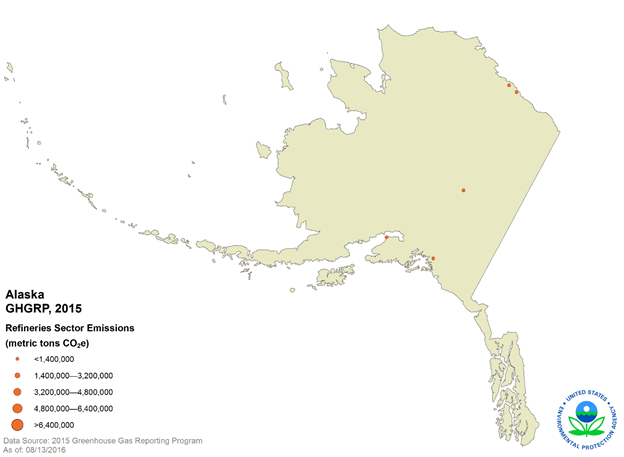 Alaska
GHGRP, 2015
Refineries Sector Emissions
(metric tons CO₂e)
<1,400,000
1,400,000—3,200,000
3,200,000—4,800,000
4,800,000—6,400,000
>6,400,000
Data Source: 2015 Greenhouse Gas Reporting Program
As of: 08/13/2016
UNITED STATES
ENVIRONMENTAL PROTECTION AGENCY